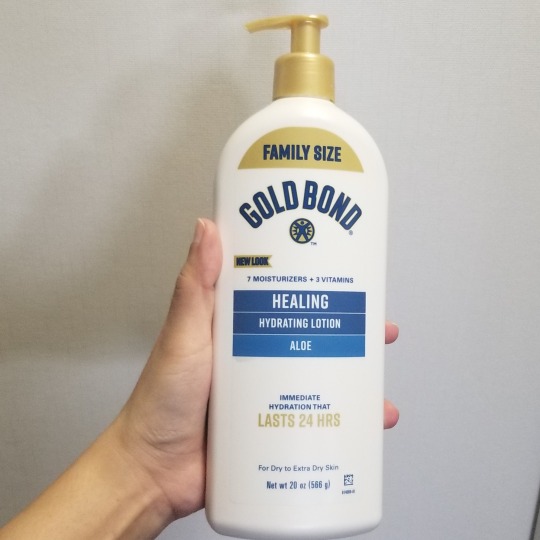 FAMILY SIZE
GOLD BOND
®
™
NEW LOOK
7 MOISTURIZERS + 3 VITAMINS
HEALING
HYDRATING LOTION
ALOE
IMMEDIATE
HYDRATION THAT
LASTS 24 HRS
For Dry to Extra Dry Skin
Net wt 20 oz (566 g)